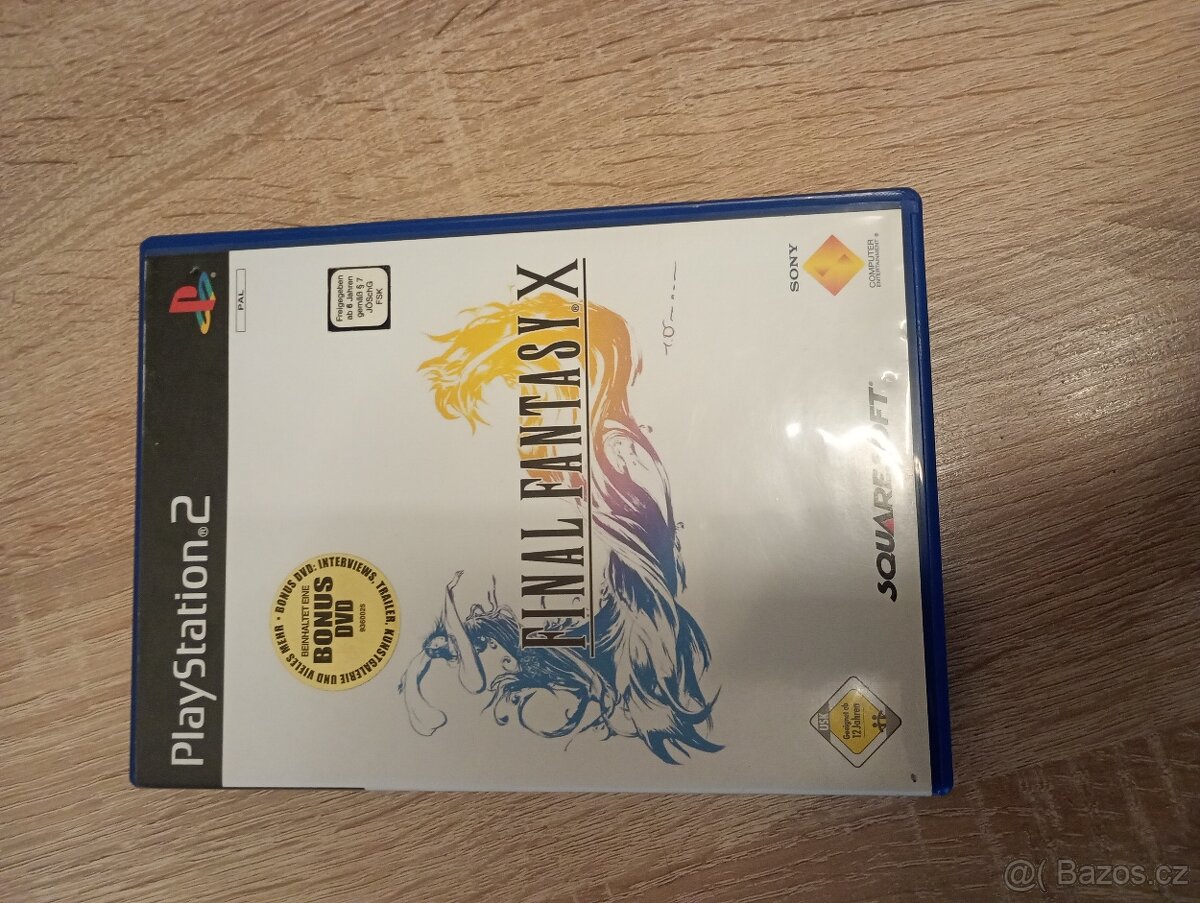 PlayStation®2
PAL
BONUS DVD: INTERVIEWS, TRAILER, KUNSTGALERIE UND VIELES MEHR •
BEINHALTET EINE
BONUS
DVD
9360025
Freigegeben
ab 6 Jahren
gemäß § 7
JÖSchG
FSK
FINAL FANTASY® X
USK
Geeignet ab
12 Jahren
SQUARESOFT®
SONY
COMPUTER
ENTERTAINMENT®
@( Bazos.cz